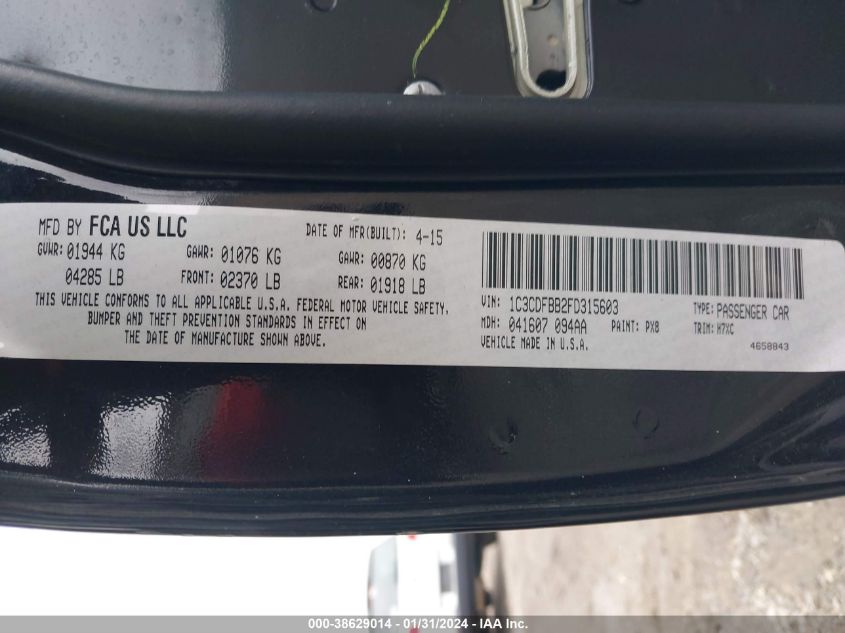 MFD BY FCA US LLC
DATE OF MFR(BUILT): 4-15
GVWR: 01944 KG
GAWR: 01076 KG
GAWR: 00870 KG
04285 LB
FRONT: 02370 LB
REAR: 01918 LB
THIS VEHICLE CONFORMS TO ALL APPLICABLE U.S.A. FEDERAL MOTOR VEHICLE SAFETY,
BUMPER AND THEFT PREVENTION STANDARDS IN EFFECT ON
THE DATE OF MANUFACTURE SHOWN ABOVE.
VIN: 1C3CDFBB2FD315603
TYPE: PASSENGER CAR
MDH: 041607 094AA
PAINT: PX8
TRIM: H7XC
VEHICLE MADE IN U.S.A.
4658843
000-38629014 - 01/31/2024 - IAA Inc.